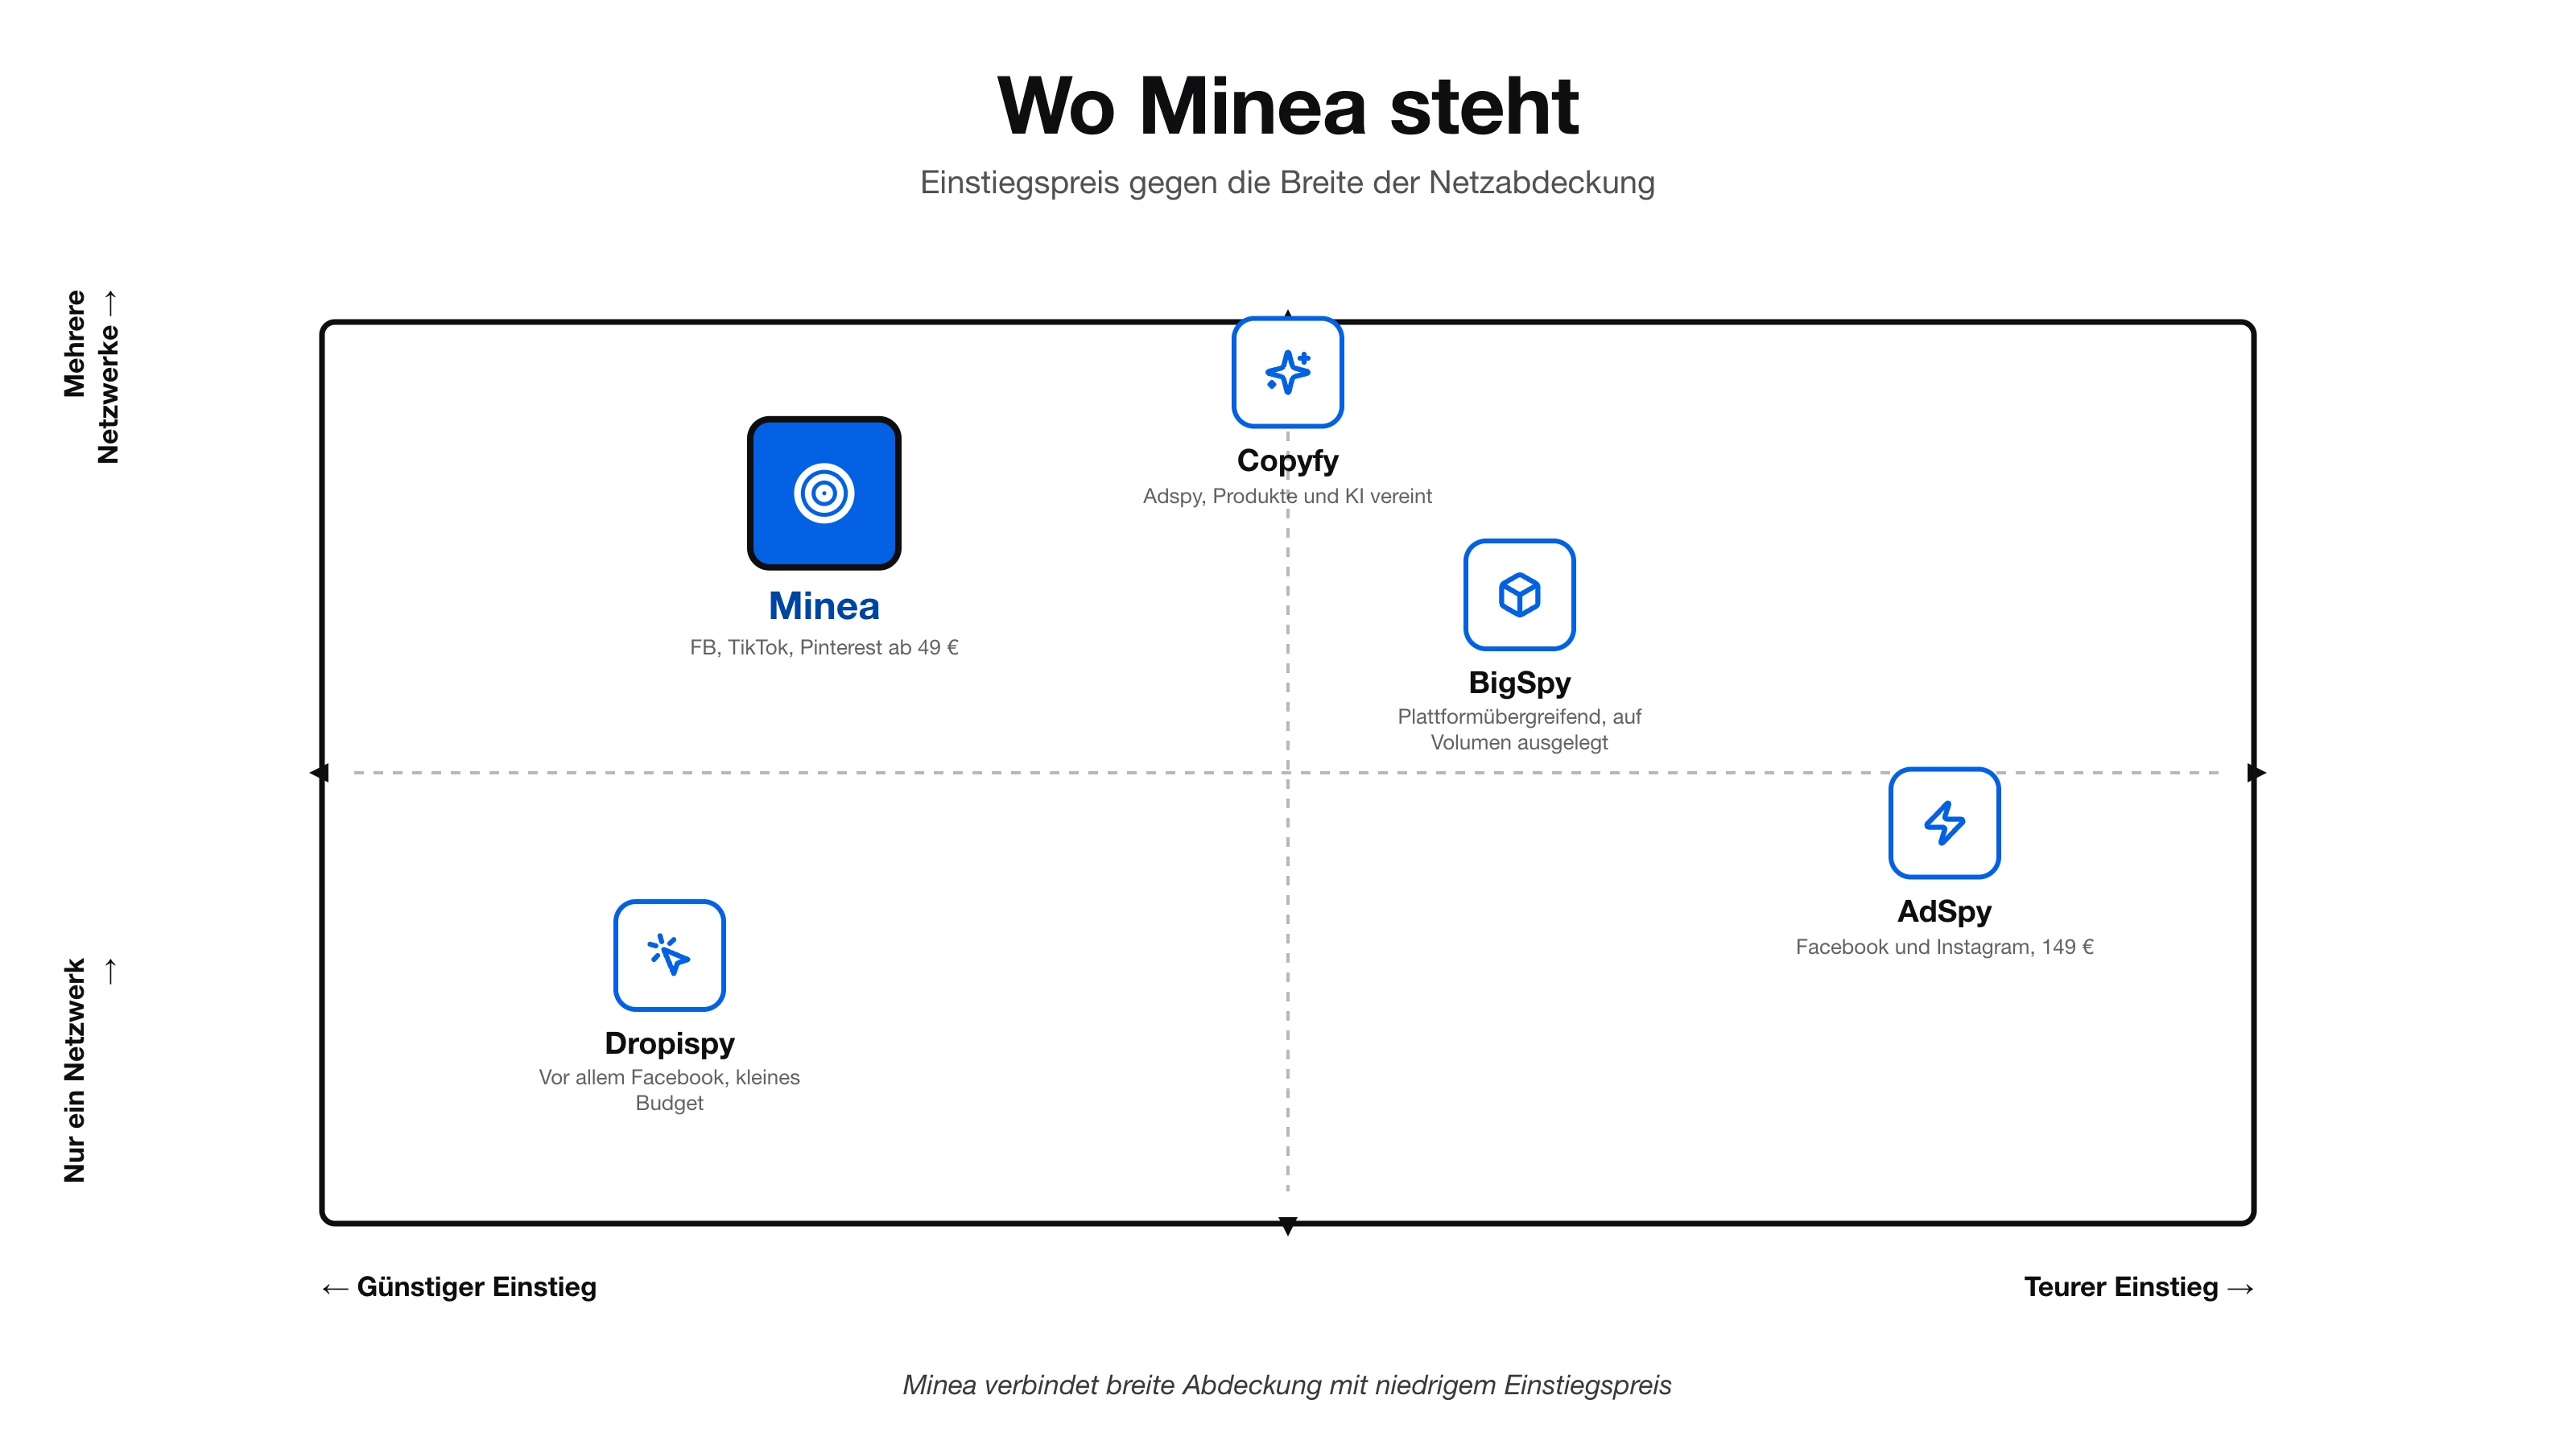 Wo Minea steht
Einstiegspreis gegen die Breite der Netzabdeckung
Mehrere
Netzwerke →
Copyfy
Adspy, Produkte und KI vereint
Minea
FB, TikTok, Pinterest ab 49 €
BigSpy
Plattformübergreifend, auf
Volumen ausgelegt
AdSpy
Facebook und Instagram, 149 €
Dropispy
Vor allem Facebook, kleines
Budget
Nur ein Netzwerk
→
← Günstiger Einstieg
Teurer Einstieg →
Minea verbindet breite Abdeckung mit niedrigem Einstiegspreis